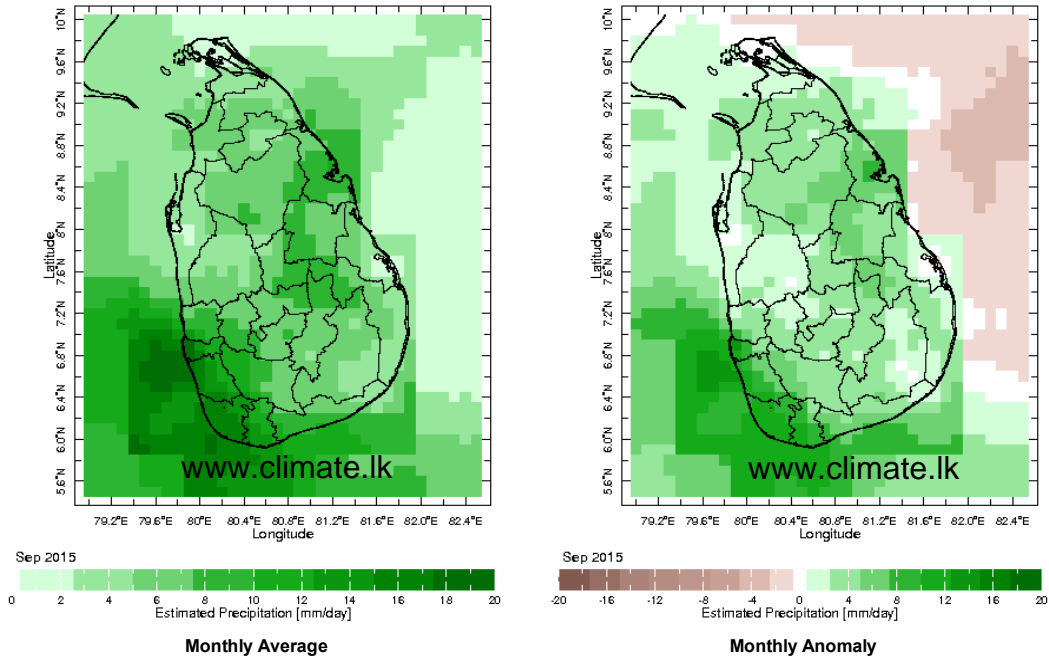 10°N
9.6°N
9.2°N
8.8°N
8.4°N
8°N
7.6°N
7.2°N
6.8°N
6.4°N
6.0°N
5.6°N
Latitude
www.climate.lk
79.2°E 79.6°E 80°E 80.4°E 80.8°E 81.2°E 81.6°E 82.0°E 82.4°E
Longitude
Sep 2015
0 2 4 6 8 10 12 14 16 18 20
Estimated Precipitation [mm/day]
Monthly Average
10°N
9.6°N
9.2°N
8.8°N
8.4°N
8°N
7.6°N
7.2°N
6.8°N
6.4°N
6.0°N
5.6°N
Latitude
www.climate.lk
79.2°E 79.6°E 80°E 80.4°E 80.8°E 81.2°E 81.6°E 82.0°E 82.4°E
Longitude
Sep 2015
-20 -16 -12 -8 -4 0 4 8 12 16 20
Estimated Precipitation [mm/day]
Monthly Anomaly